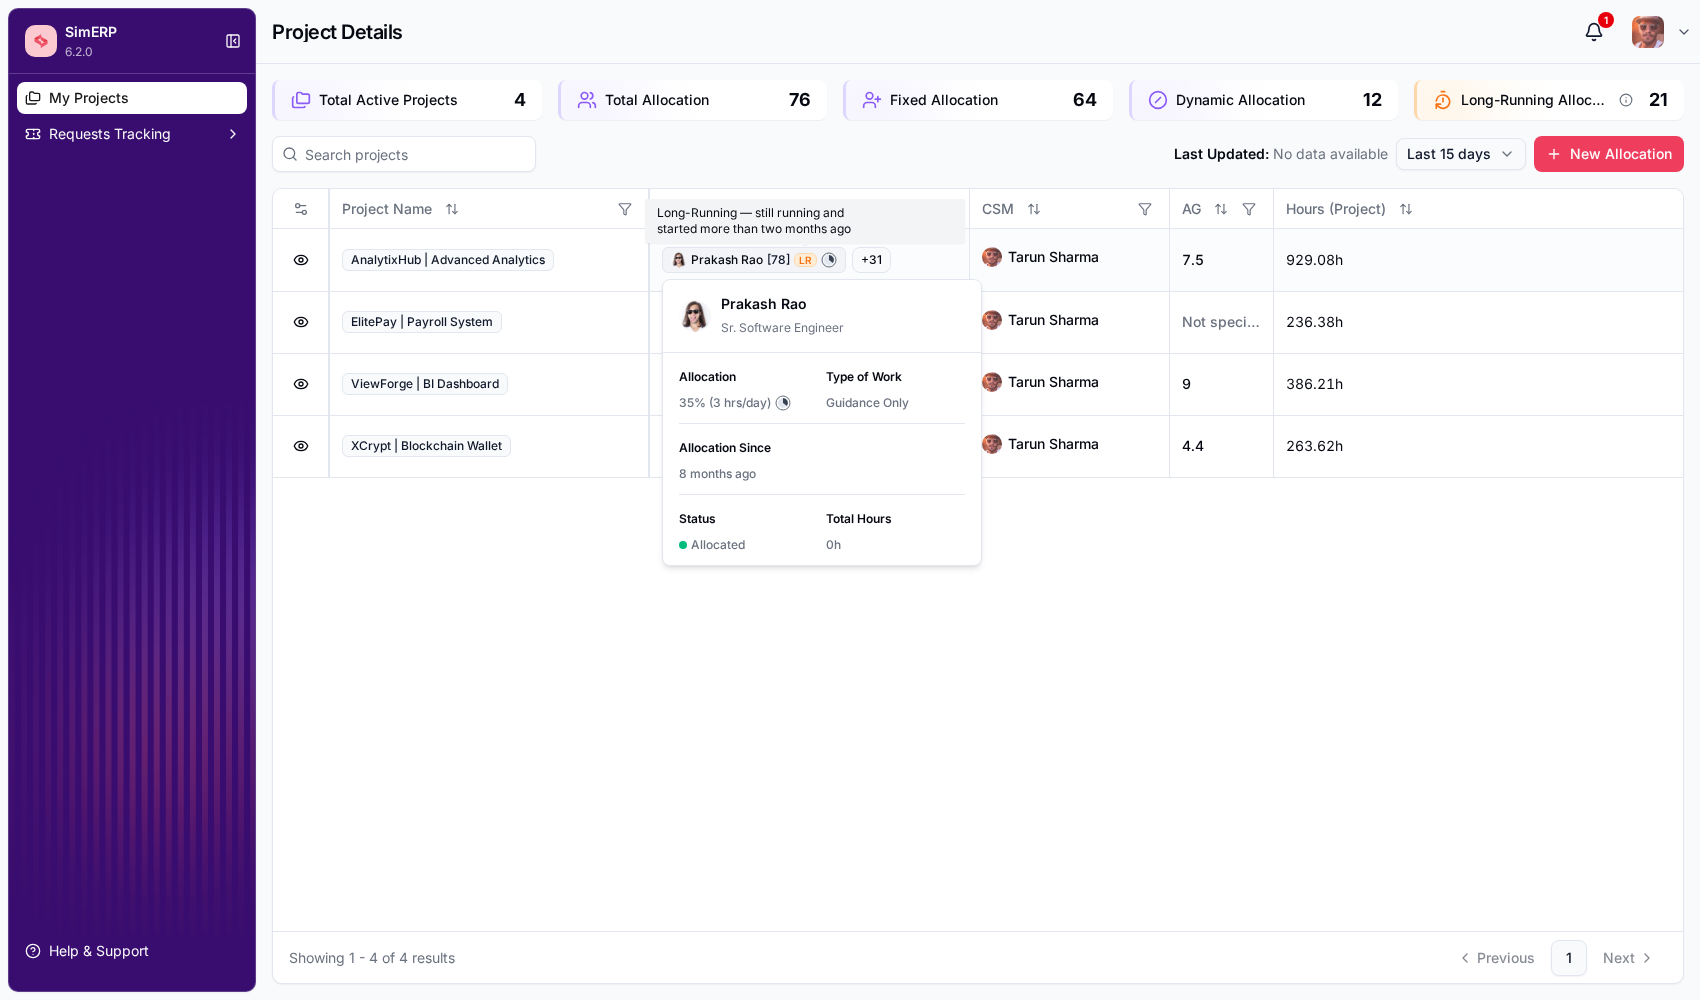 SimERP
6.2.0
My Projects
Requests Tracking
Help & Support
Project Details
1
Total Active Projects 4
Total Allocation 76
Fixed Allocation 64
Dynamic Allocation 12
Long-Running Alloc... 21
Search projects
Last Updated: No data available
Last 15 days
New Allocation
Project Name
CSM
AG
Hours (Project)
Long-Running — still running and
started more than two months ago
AnalytixHub | Advanced Analytics
Prakash Rao [78] LR
+31
Tarun Sharma
7.5
929.08h
ElitePay | Payroll System
Tarun Sharma
Not speci...
236.38h
ViewForge | BI Dashboard
Tarun Sharma
9
386.21h
XCrypt | Blockchain Wallet
Tarun Sharma
4.4
263.62h
Prakash Rao
Sr. Software Engineer
Allocation
35% (3 hrs/day)
Type of Work
Guidance Only
Allocation Since
8 months ago
Status
Allocated
Total Hours
0h
Showing 1 - 4 of 4 results
Previous
1
Next